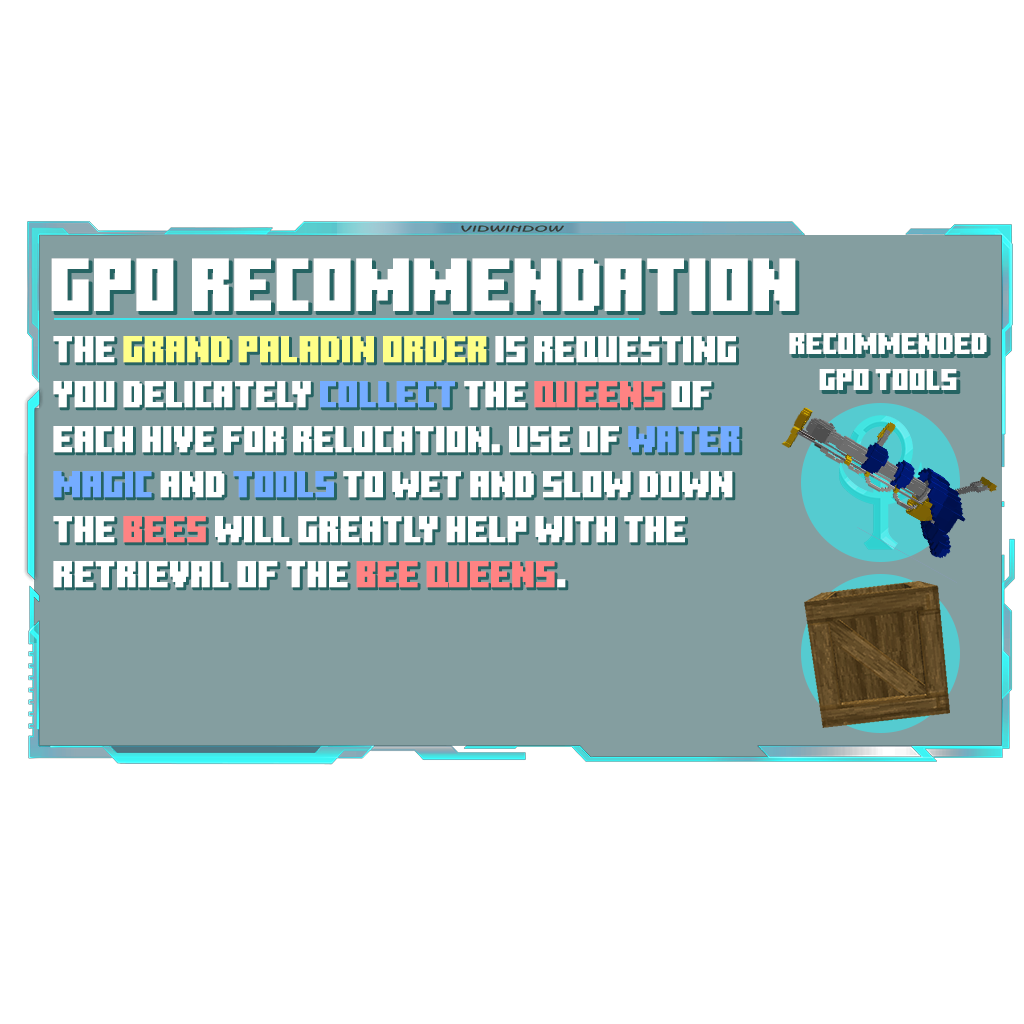 VIDWINDOW
GPO RECOMMENDATION
THE GRAND PALADIN ORDER IS REQUESTING
YOU DELICATELY COLLECT THE QUEENS OF
EACH HIVE FOR RELOCATION. USE OF WATER
MAGIC AND TOOLS TO WET AND SLOW DOWN
THE BEES WILL GREATLY HELP WITH THE
RETRIEVAL OF THE BEE QUEENS.
RECOMMENDED
GPO TOOLS